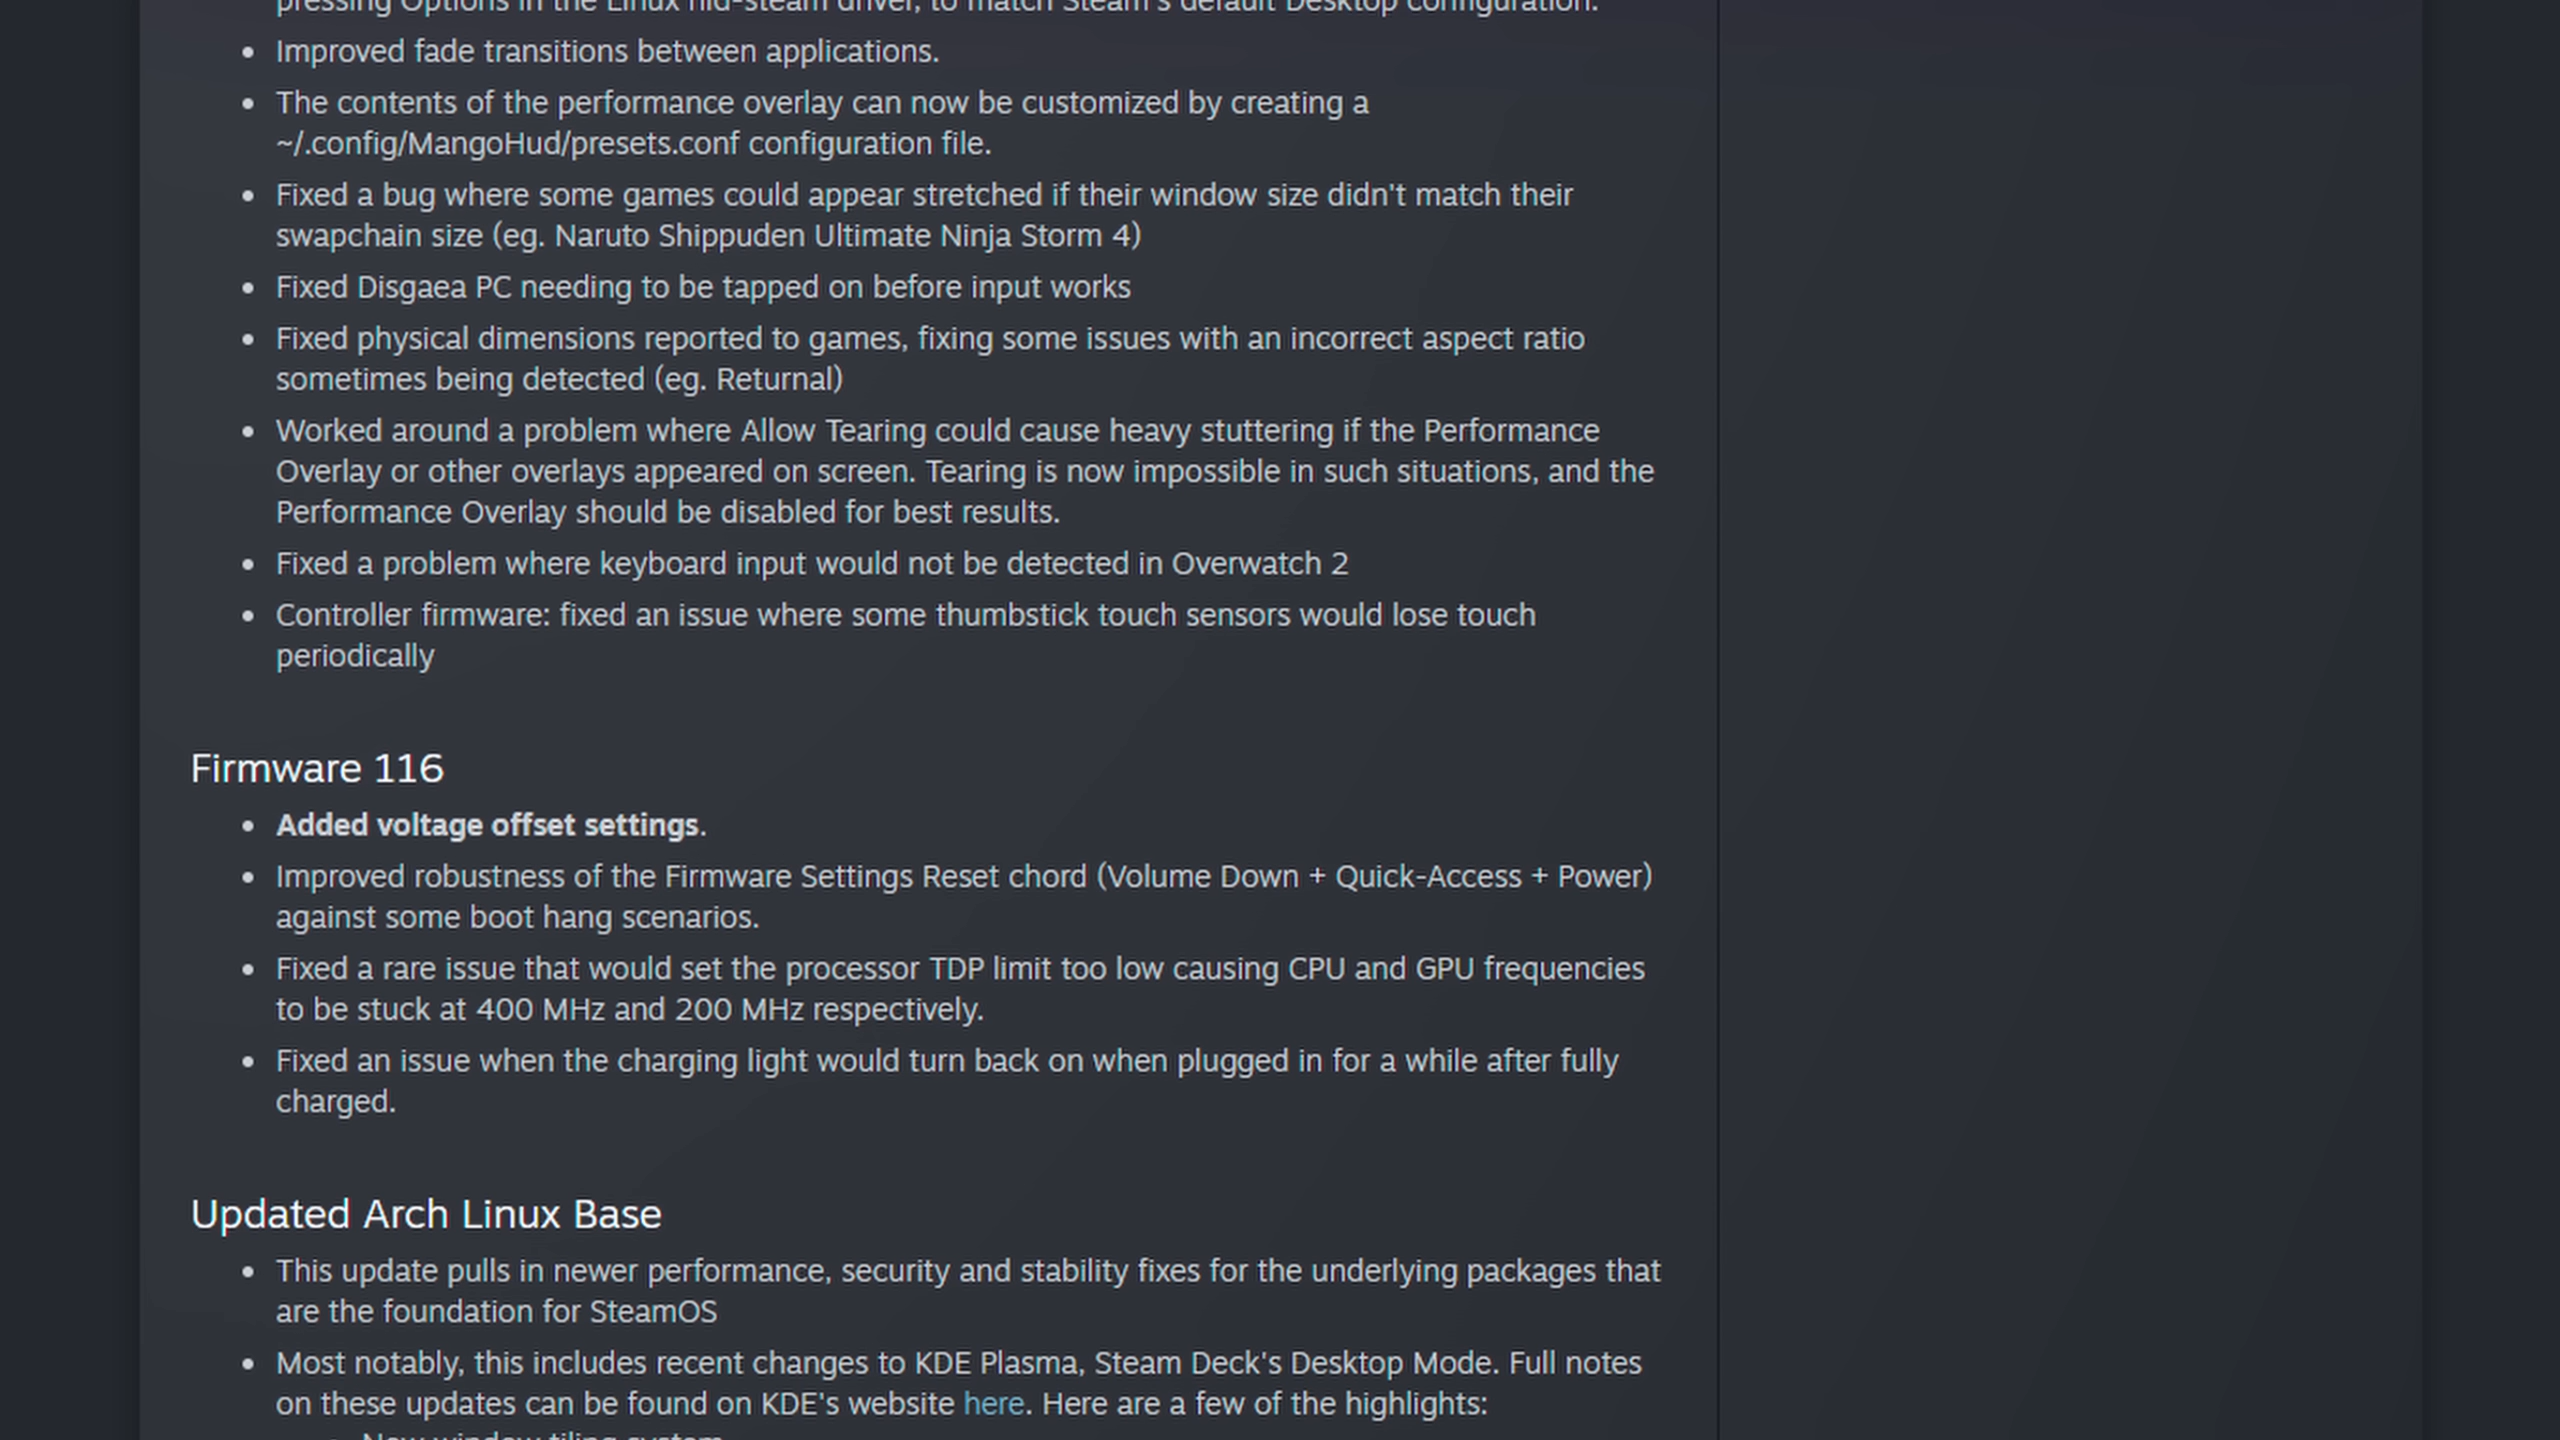 pressing Options in the Linux hid-steam driver, to match Steam's default Desktop configuration.
• Improved fade transitions between applications.
• The contents of the performance overlay can now be customized by creating a
~/.config/MangoHud/presets.conf configuration file.
• Fixed a bug where some games could appear stretched if their window size didn't match their
swapchain size (eg. Naruto Shippuden Ultimate Ninja Storm 4)
• Fixed Disgaea PC needing to be tapped on before input works
• Fixed physical dimensions reported to games, fixing some issues with an incorrect aspect ratio
sometimes being detected (eg. Returnal)
• Worked around a problem where Allow Tearing could cause heavy stuttering if the Performance
Overlay or other overlays appeared on screen. Tearing is now impossible in such situations, and the
Performance Overlay should be disabled for best results.
• Fixed a problem where keyboard input would not be detected in Overwatch 2
• Controller firmware: fixed an issue where some thumbstick touch sensors would lose touch
periodically
Firmware 116
• Added voltage offset settings.
• Improved robustness of the Firmware Settings Reset chord (Volume Down + Quick-Access + Power)
against some boot hang scenarios.
• Fixed a rare issue that would set the processor TDP limit too low causing CPU and GPU frequencies
to be stuck at 400 MHz and 200 MHz respectively.
• Fixed an issue when the charging light would turn back on when plugged in for a while after fully
charged.
Updated Arch Linux Base
• This update pulls in newer performance, security and stability fixes for the underlying packages that
are the foundation for SteamOS
• Most notably, this includes recent changes to KDE Plasma, Steam Deck's Desktop Mode. Full notes
on these updates can be found on KDE's website here. Here are a few of the highlights:
New window tiling system